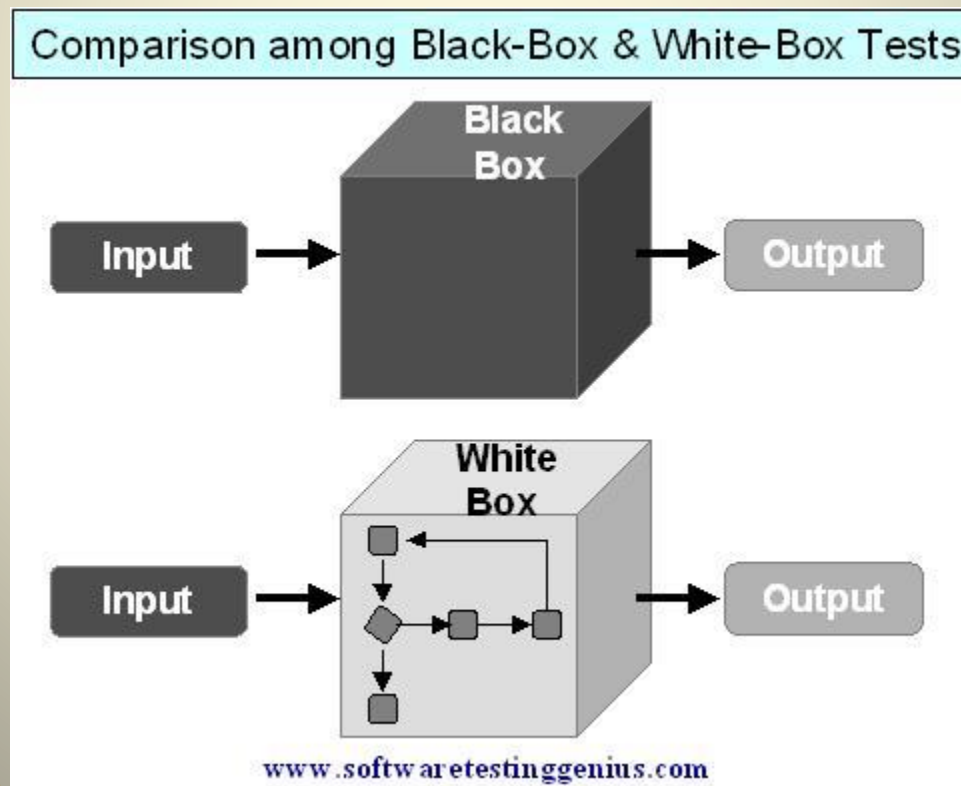 Comparison among Black-Box & White-Box Tests
Black
Box
Input
Output
White
Box
Input
Output
www.softwaretestinggenius.com